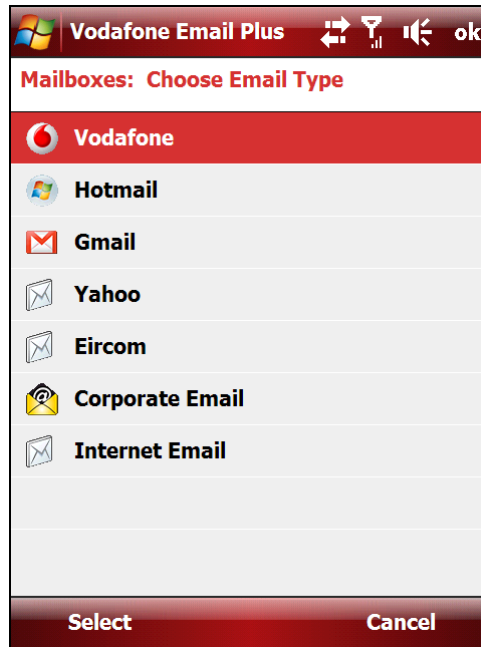 Vodafone Email Plus ok
Mailboxes: Choose Email Type
Vodafone
Hotmail
Gmail
Yahoo
Eircom
Corporate Email
Internet Email
Select Cancel